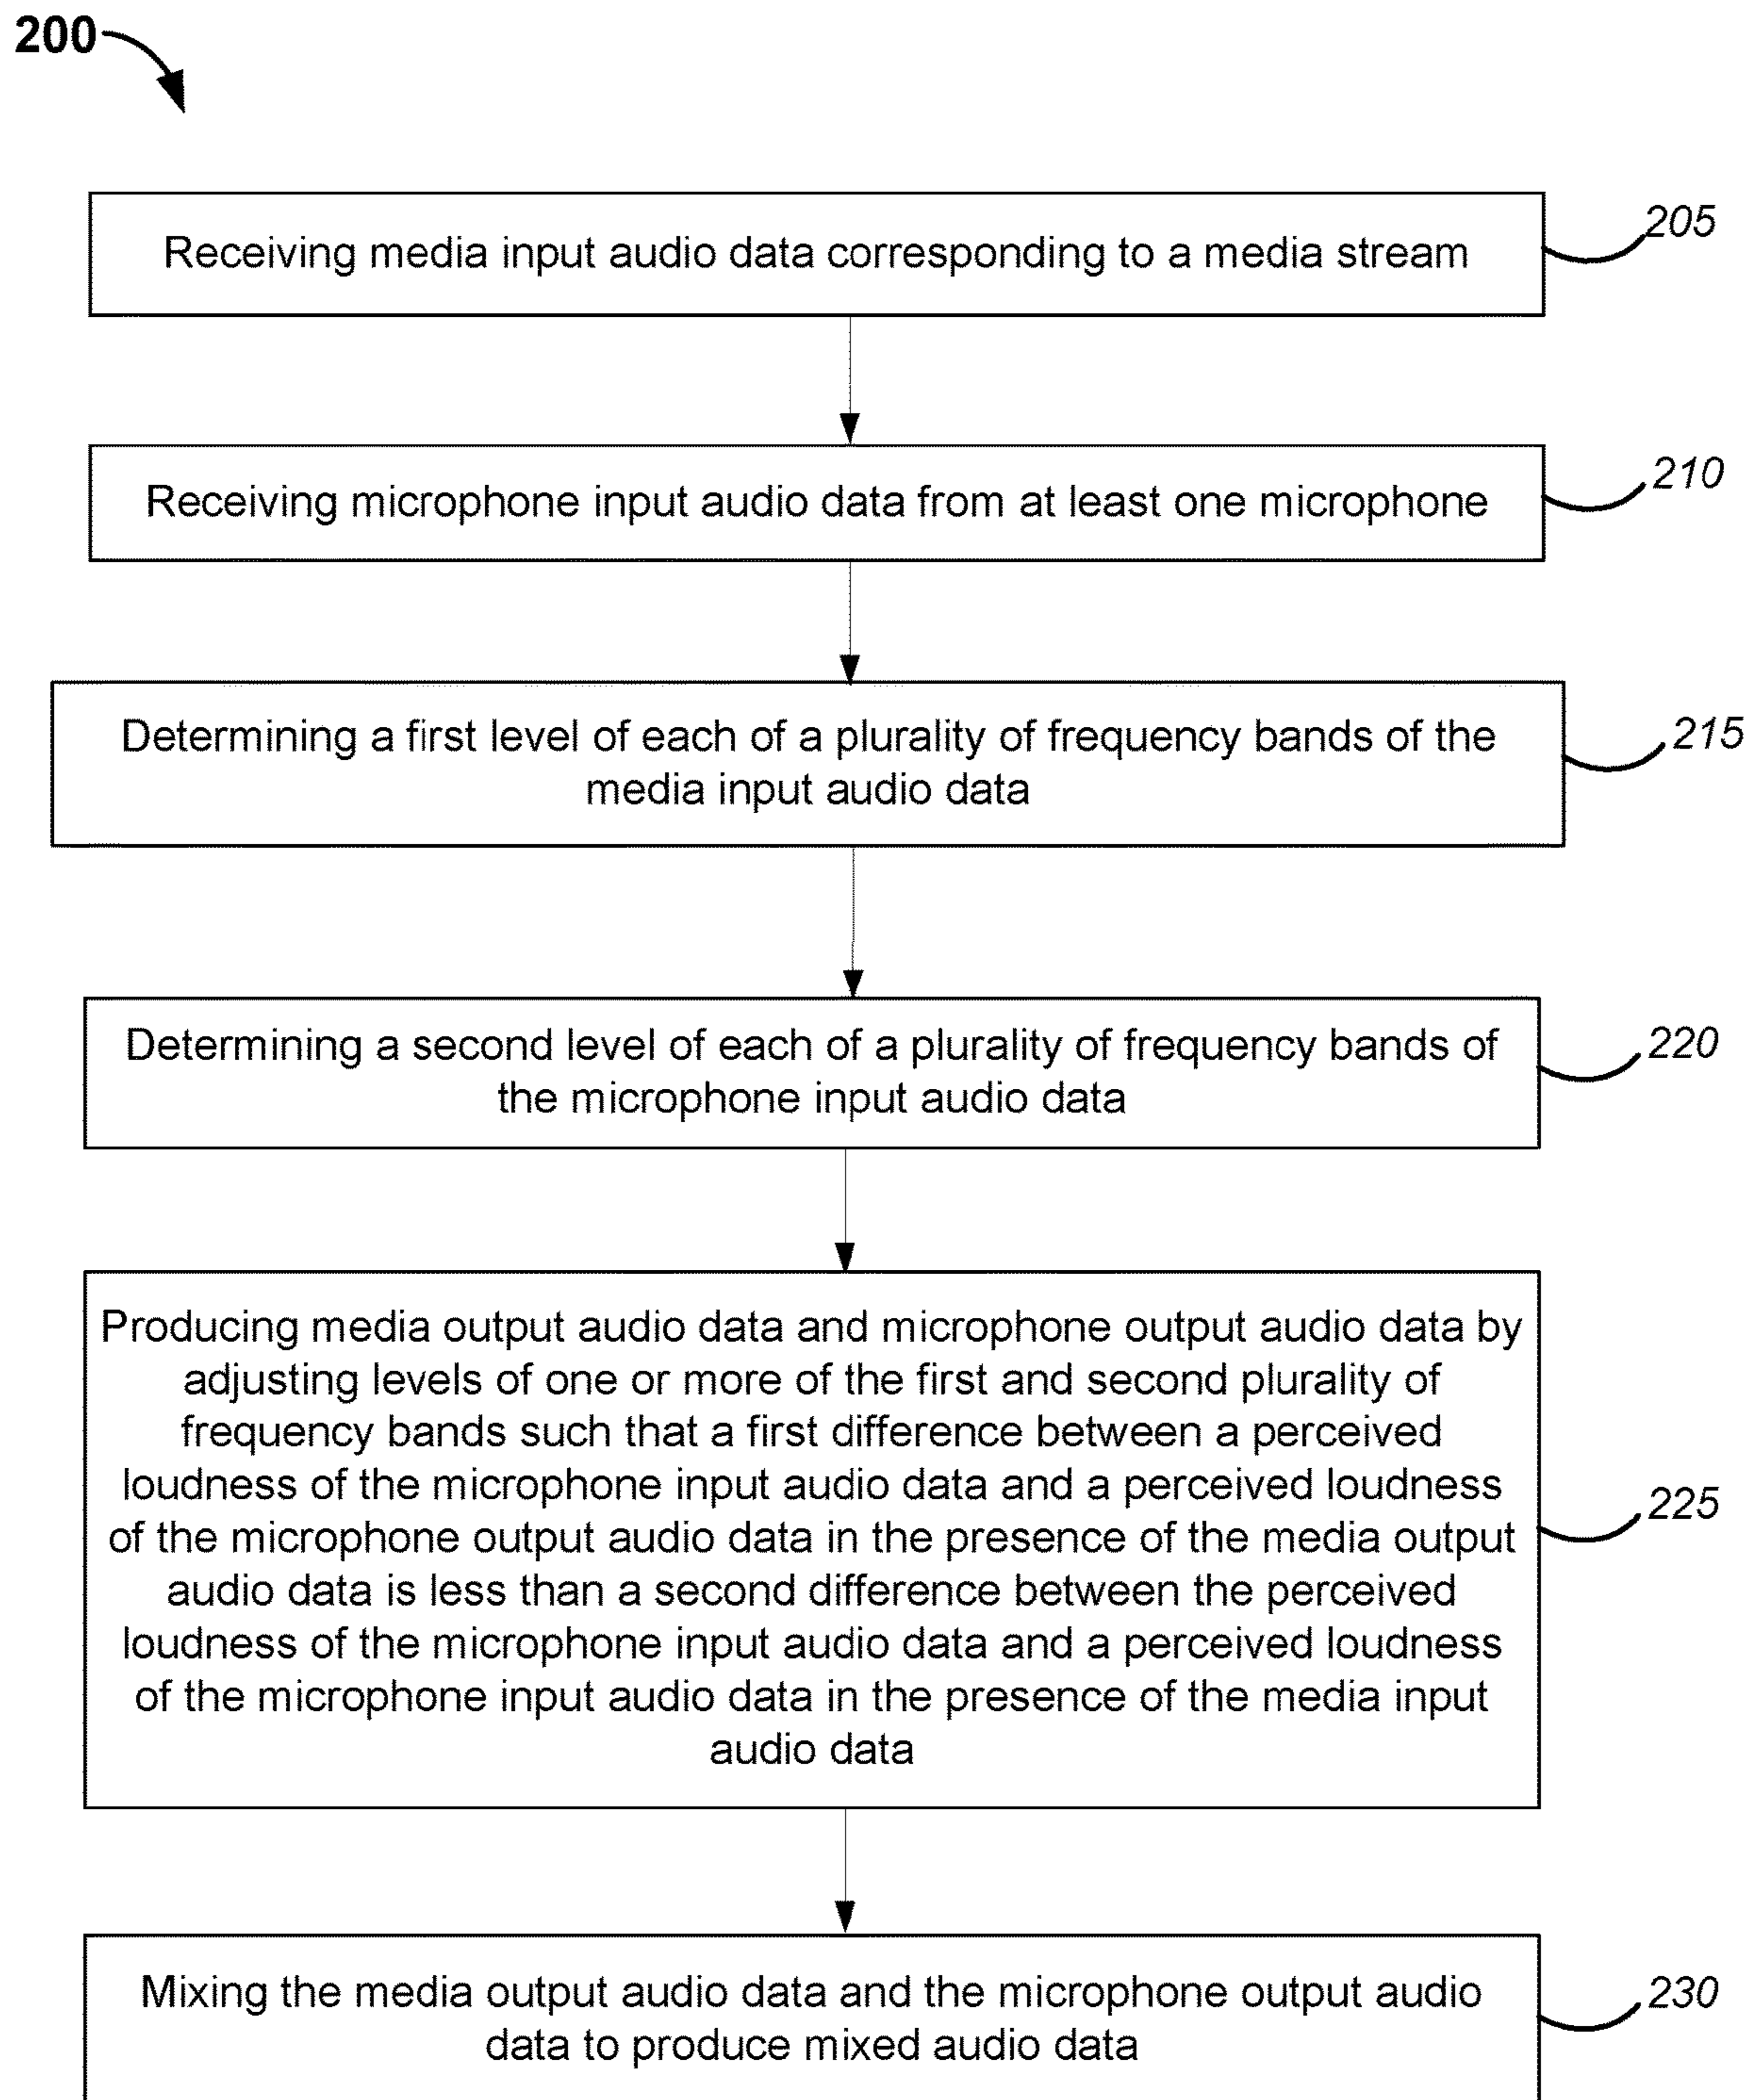 200
Receiving media input audio data corresponding to a media stream
205
Receiving microphone input audio data from at least one microphone
210
Determining a first level of each of a plurality of frequency bands of the
media input audio data
215
Determining a second level of each of a plurality of frequency bands of
the microphone input audio data
220
Producing media output audio data and microphone output audio data by
adjusting levels of one or more of the first and second plurality of
frequency bands such that a first difference between a perceived
loudness of the microphone input audio data and a perceived loudness
of the microphone output audio data in the presence of the media output
audio data is less than a second difference between the perceived
loudness of the microphone input audio data and a perceived loudness
of the microphone input audio data in the presence of the media input
audio data
225
Mixing the media output audio data and the microphone output audio
data to produce mixed audio data
230